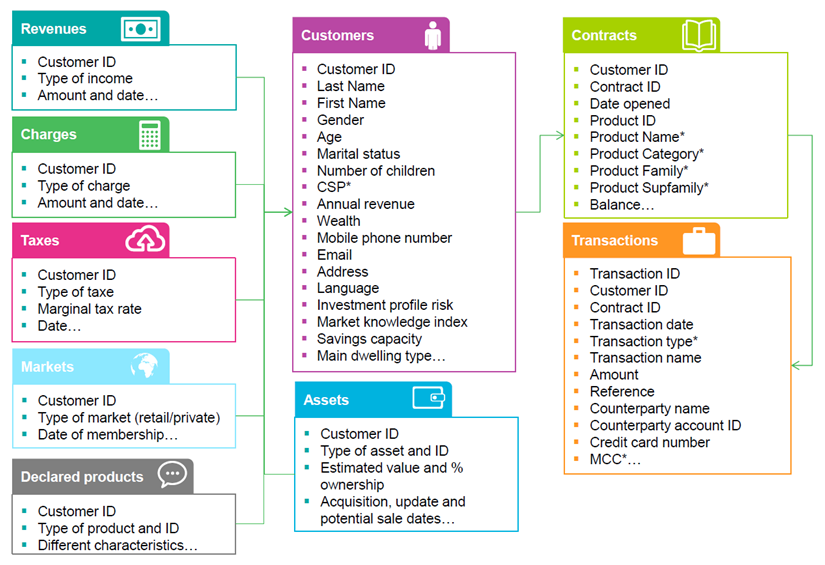 Revenues
Customer ID
Type of income
Amount and date…
Charges
Customer ID
Type of charge
Amount and date…
Taxes
Customer ID
Type of taxe
Marginal tax rate
Date…
Markets
Customer ID
Type of market (retail/private)
Date of membership…
Declared products
Customer ID
Type of product and ID
Different characteristics…
Customers
Customer ID
Last Name
First Name
Gender
Age
Marital status
Number of children
CSP*
Annual revenue
Wealth
Mobile phone number
Email
Address
Language
Investment profile risk
Market knowledge index
Savings capacity
Main dwelling type…
Assets
Customer ID
Type of asset and ID
Estimated value and %
ownership
Acquisition, update and
potential sale dates…
Contracts
Customer ID
Contract ID
Date opened
Product ID
Product Name*
Product Category*
Product Family*
Product Supfamily*
Balance…
Transactions
Transaction ID
Customer ID
Contract ID
Transaction date
Transaction type*
Transaction name
Amount
Reference
Counterparty name
Counterparty account ID
Credit card number
MCC*…